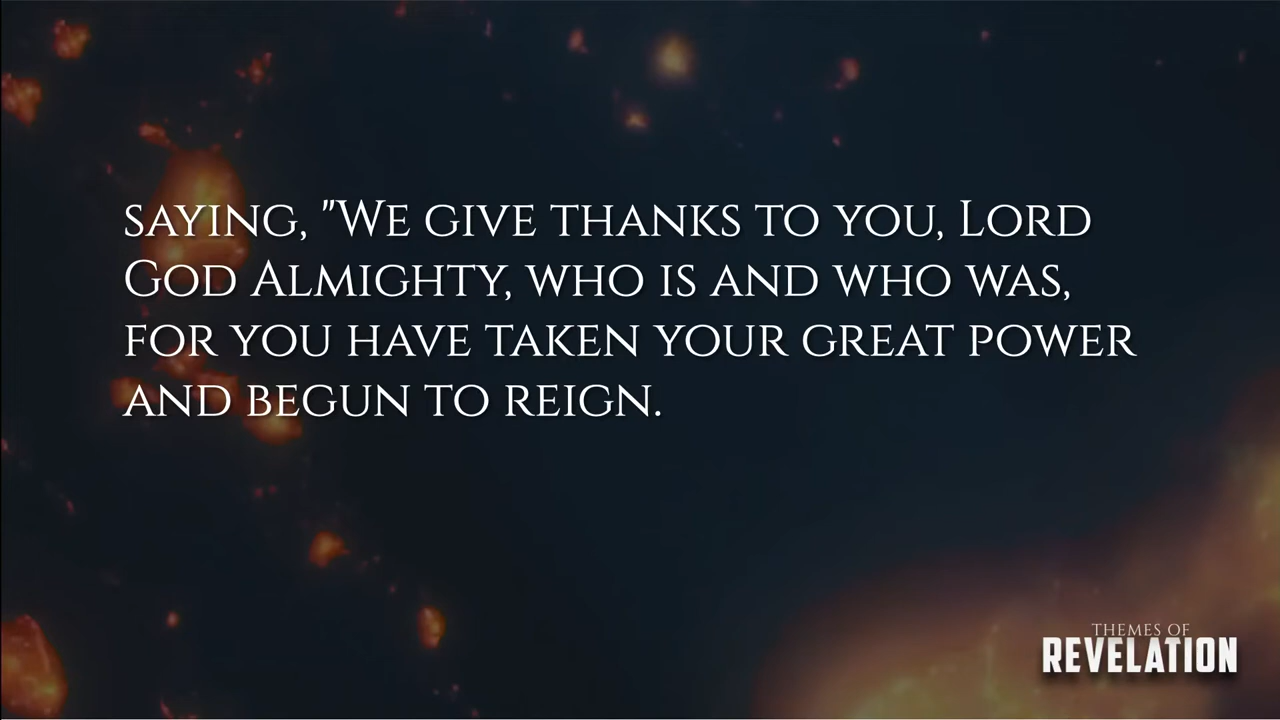 saying, "We give thanks to you, Lord
God Almighty, who is and who was,
for you have taken your great power
and begun to reign.
THEMES OF
REVELATION